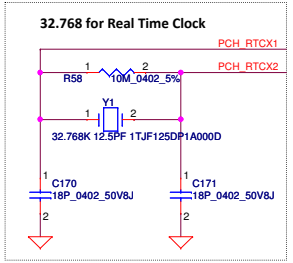 32.768 for Real Time Clock
PCH_RTCX1
PCH_RTCX2
1 2
R58 10M_0402_5%
Y1
1 2
32.768K 12.5PF 1TJF125DP1A000D
1 1
C170 C171
18P_0402_50V8J 18P_0402_50V8J
2 2